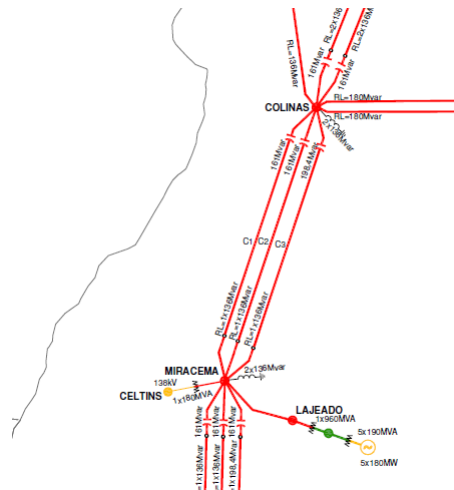 RL=136Mvar
161Mvar
RL=2x136M
161Mvar
RL=2x136M
COLINAS
RL=180Mvar
RL=180Mvar
2x136Mvar
161Mvar
161Mvar
198,4Mvar
C1
C2
C3
RL=1x136Mvar
RL=1x136Mvar
RL=1x136Mvar
MIRACEMA
2x136Mvar
138kV
CELTINS
1x180MVA
161Mvar
161Mvar
161Mvar
=1x136Mvar
=1x136Mvar
=1x198,4Mvar
LAJEADO
1x960MVA
5x190MVA
5x180MW